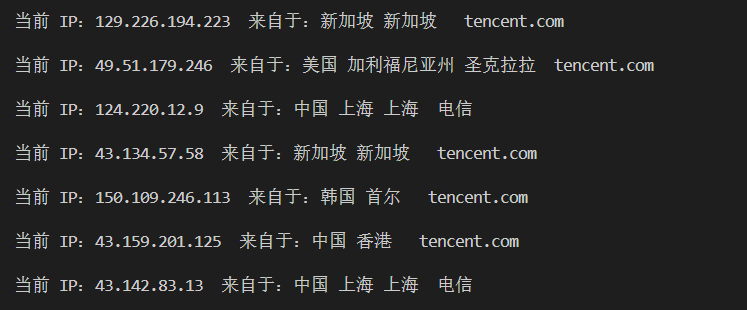 当前 IP：129.226.194.223  来自于：新加坡 新加坡   tencent.com
当前 IP：49.51.179.246  来自于：美国 加利福尼亚州 圣克拉拉  tencent.com
当前 IP：124.220.12.9  来自于：中国 上海 上海  电信
当前 IP：43.134.57.58  来自于：新加坡 新加坡   tencent.com
当前 IP：150.109.246.113  来自于：韩国 首尔   tencent.com
当前 IP：43.159.201.125  来自于：中国 香港   tencent.com
当前 IP：43.142.83.13  来自于：中国 上海 上海  电信